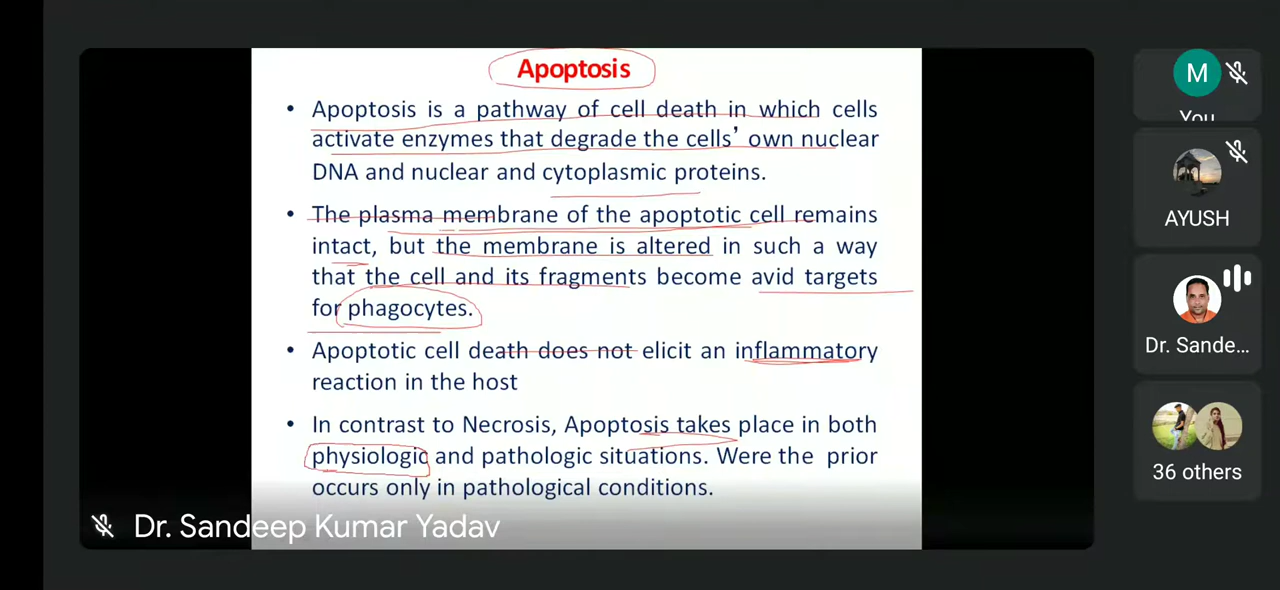 Apoptosis
• Apoptosis is a pathway of cell death in which cells
activate enzymes that degrade the cells’ own nuclear
DNA and nuclear and cytoplasmic proteins.
• The plasma membrane of the apoptotic cell remains
intact, but the membrane is altered in such a way
that the cell and its fragments become avid targets
for phagocytes.
• Apoptotic cell death does not elicit an inflammatory
reaction in the host
• In contrast to Necrosis, Apoptosis takes place in both
physiologic and pathologic situations. Were the prior
occurs only in pathological conditions.
Dr. Sandeep Kumar Yadav
M
You
AYUSH
Dr. Sande...
36 others